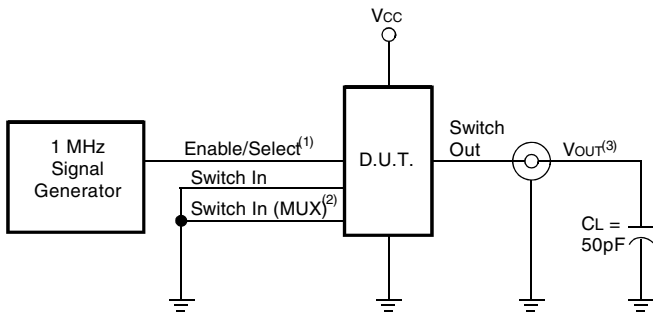 VCC
1 MHz
Signal
Generator
Enable/Select(1)
Switch In
Switch In (MUX)(2)
D.U.T.
Switch
Out
VOUT(3)
CL =
50pF